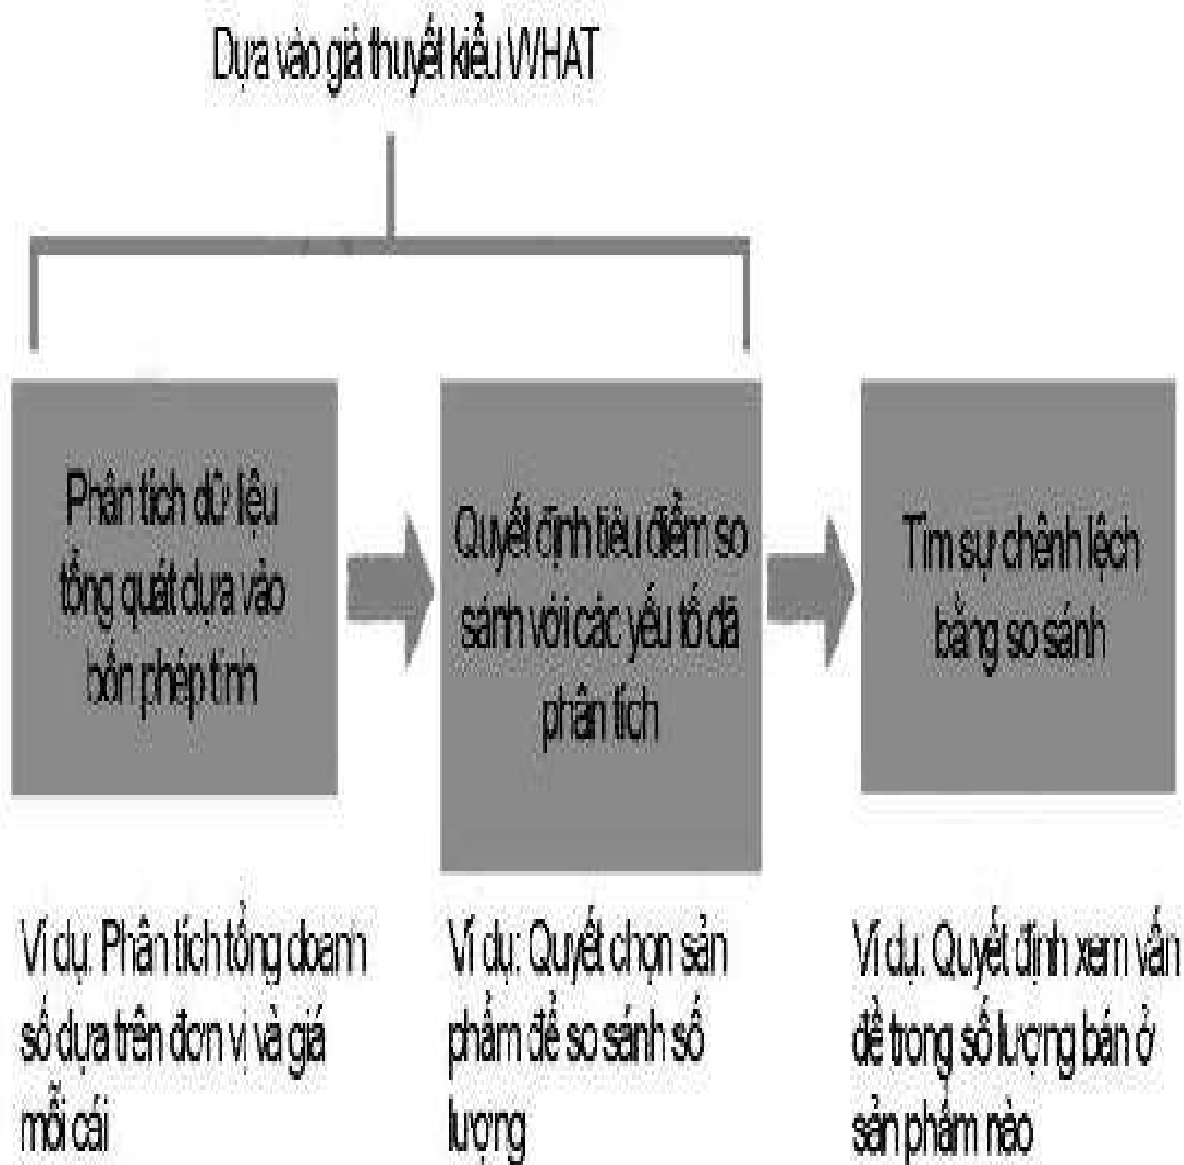 Dựa vào giả thuyết kiểu WHAT
Phân tích dữ liệu
tổng quát dựa vào
bốn phép tính
Quyết định tiêu điểm so
sánh với các yếu tố đã
phân tích
Tìm sự chênh lệch
bằng so sánh
Ví dụ: Phân tích tổng doanh
số dựa trên đơn vị và giá
mỗi cái
Ví dụ: Quyết chọn sản
phẩm để so sánh số
lượng
Ví dụ: Quyết định xem vấn
đề trong số lượng bán ở
sản phẩm nào